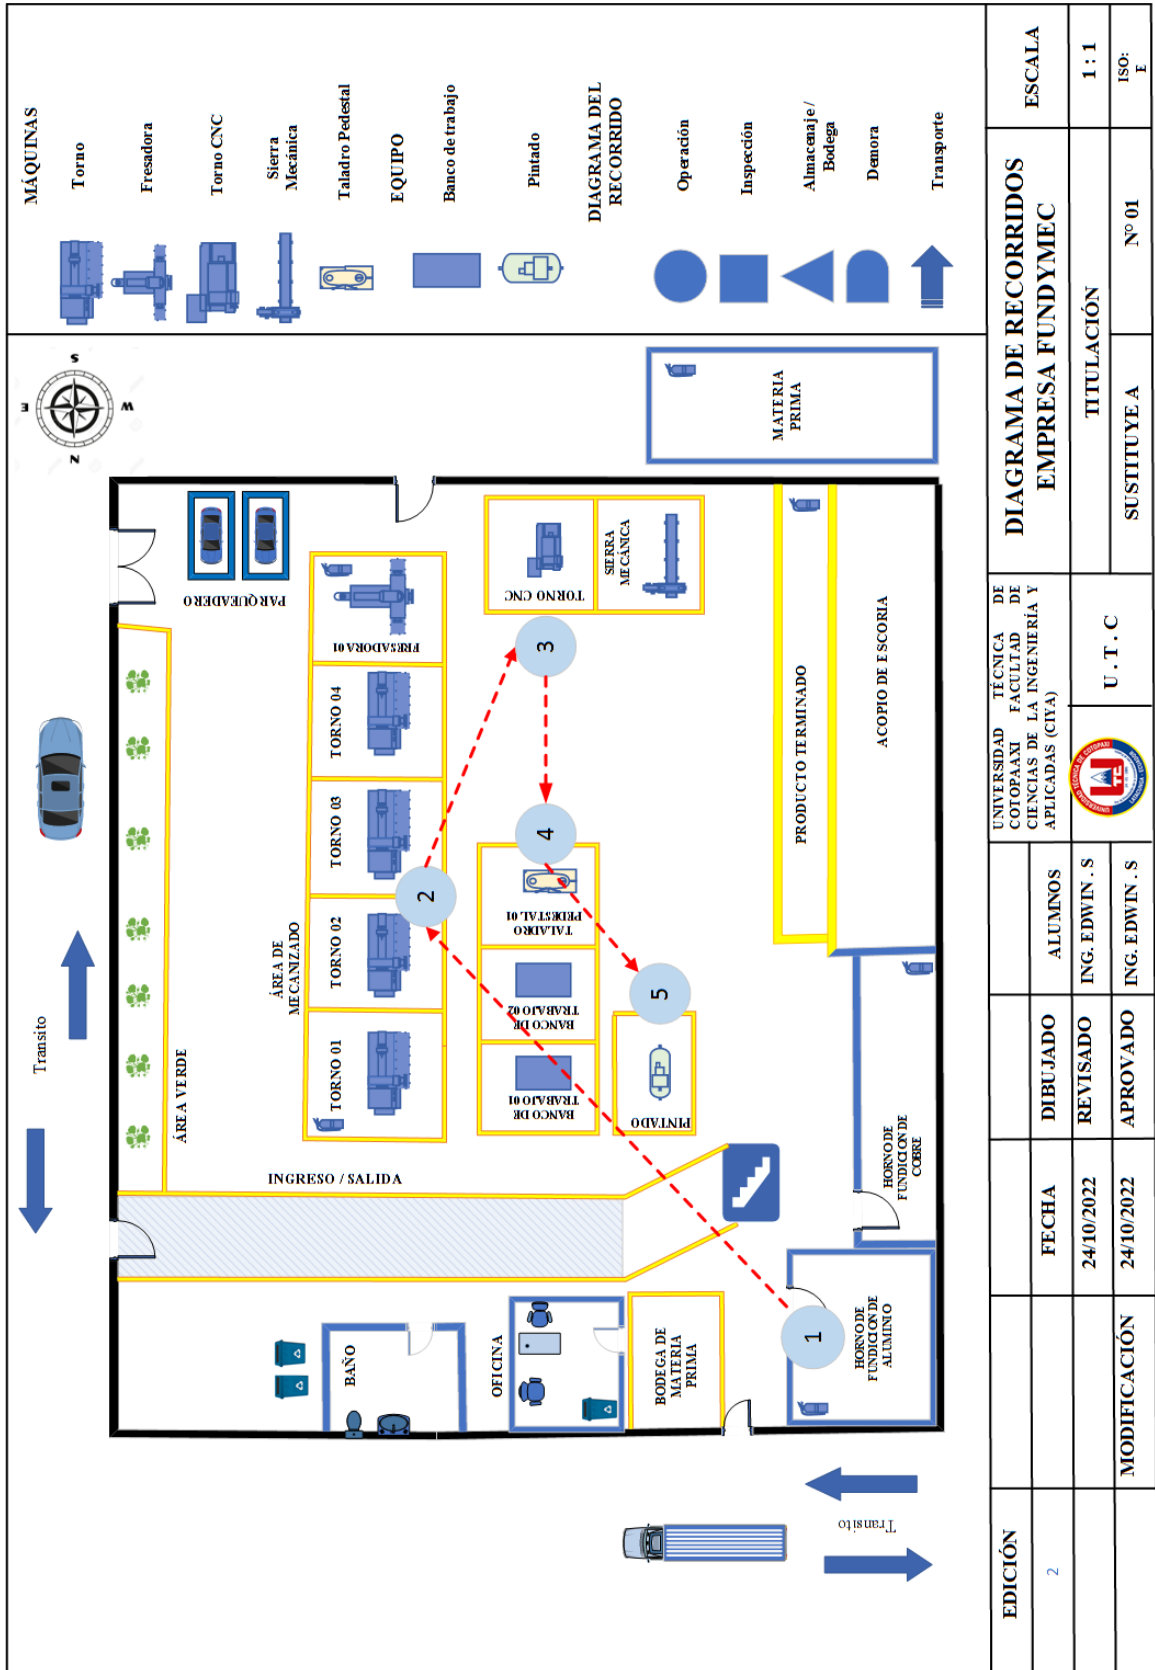 MÁQUINAS
Torno
Fresadora
Torno CNC
Sierra
Mecánica
Taladro Pedestal
EQUIPO
Banco de trabajo
Pintado
DIAGRAMA DEL
RECORRIDO
Operación
Inspección
Almacenaje /
Bodega
Demora
Transporte
N
S
E
W
Transito
ÁREA VERDE
PARQUEADERO
ÁREA DE
MECANIZADO
TORNO 01
TORNO 02
TORNO 03
TORNO 04
FRESADORA 01
TORNO CNC
SIERRA
MECÁNICA
MATERIA
PRIMA
INGRESO / SALIDA
BANCO DE
TRABAJO 01
BANCO DE
TRABAJO 02
TALADRO
PEDESTAL 01
PINTADO
1
2
3
4
5
BAÑO
OFICINA
BODEGA DE
MATERIA
PRIMA
HORNO DE
FUNDICION DE
ALUMINIO
HORNO DE
FUNDICION DE
COBRE
PRODUCTO TERMINADO
ACOPIO DE ESCORIA
Transito
EDICIÓN
2
MODIFICACIÓN
FECHA
24/10/2022
24/10/2022
DIBUJADO
REVISADO
APROVADO
ALUMNOS
ING. EDWIN . S
ING. EDWIN . S
UNIVERSIDAD TÉCNICA DE
COTOPAAXI FACULTAD DE
CIENCIAS DE LA INGENIERÍA Y
APLICADAS (CIYA)
U . T . C
DIAGRAMA DE RECORRIDOS
EMPRESA FUNDYMEC
TITULACIÓN
SUSTITUYE A
Nº 01
ESCALA
1 : 1
ISO:
E